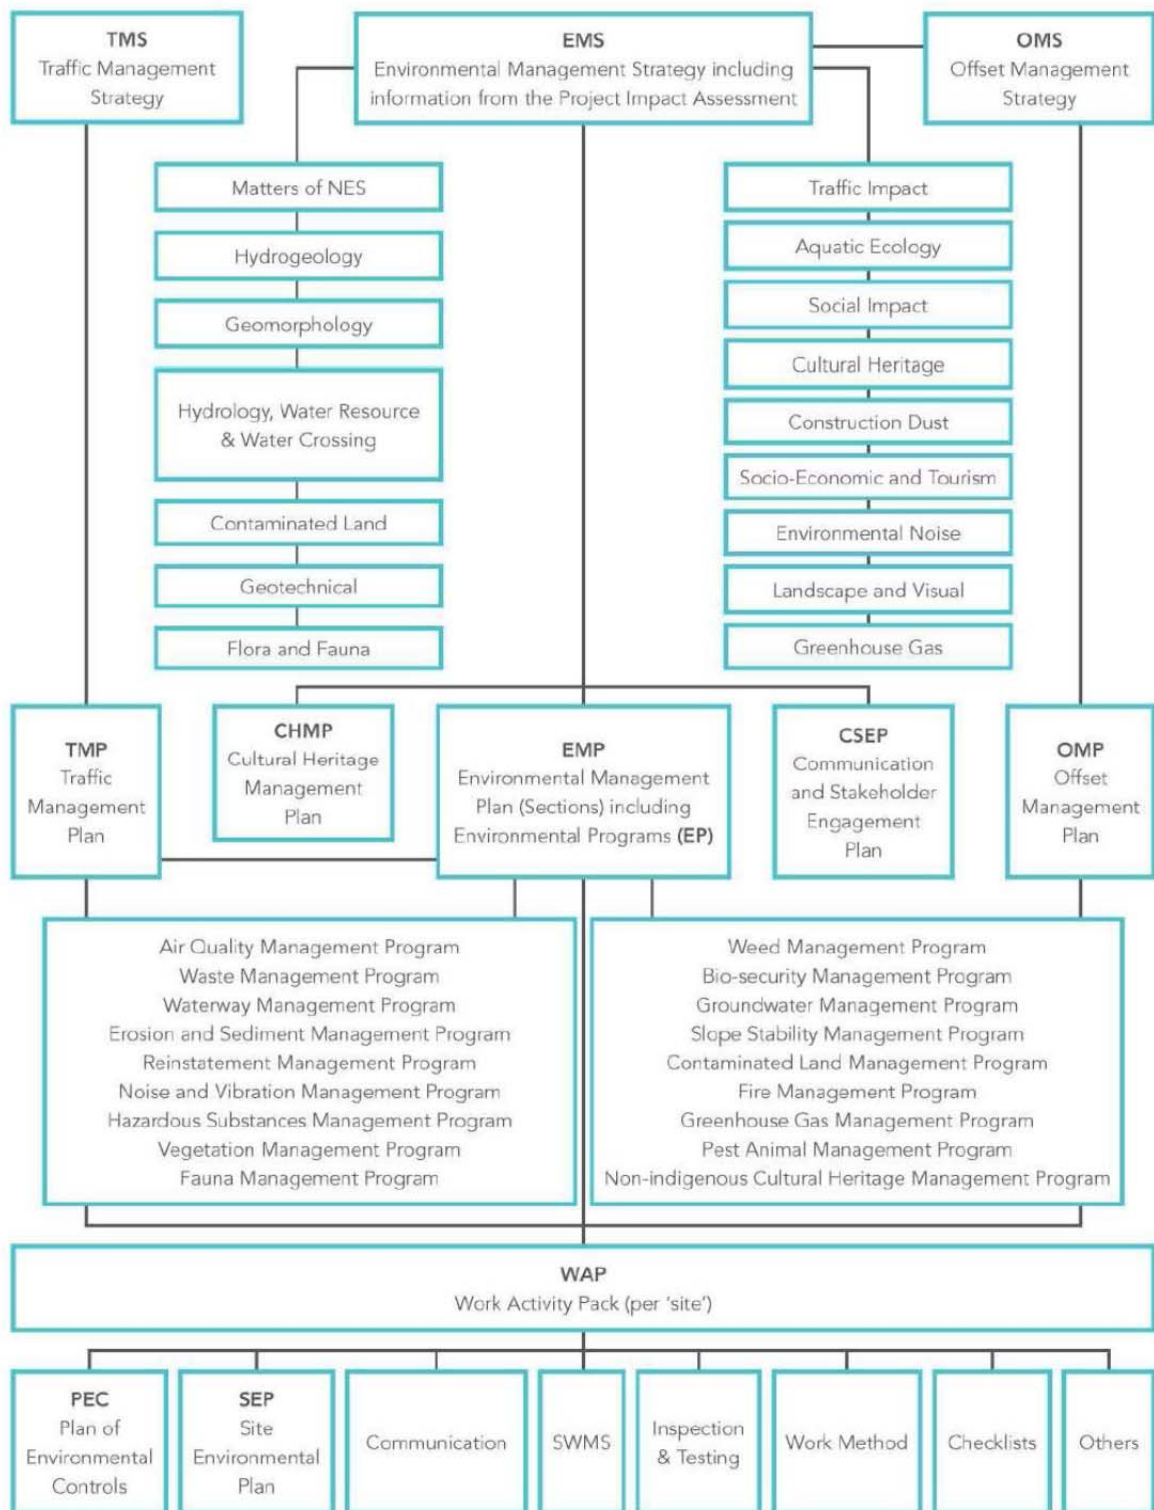 TMS
Traffic Management
Strategy
EMS
Environmental Management Strategy including
information from the Project Impact Assessment
OMS
Offset Management
Strategy
Matters of NES
Hydrogeology
Geomorphology
Hydrology, Water Resource
& Water Crossing
Contaminated Land
Geotechnical
Flora and Fauna
Traffic Impact
Aquatic Ecology
Social Impact
Cultural Heritage
Construction Dust
Socio-Economic and Tourism
Environmental Noise
Landscape and Visual
Greenhouse Gas
TMP
Traffic
Management
Plan
CHMP
Cultural Heritage
Management
Plan
EMP
Environmental Management
Plan (Sections) including
Environmental Programs (EP)
CSEP
Communication
and Stakeholder
Engagement
Plan
OMP
Offset
Management
Plan
Air Quality Management Program
Waste Management Program
Waterway Management Program
Erosion and Sediment Management Program
Reinstatement Management Program
Noise and Vibration Management Program
Hazardous Substances Management Program
Vegetation Management Program
Fauna Management Program
Weed Management Program
Bio-security Management Program
Groundwater Management Program
Slope Stability Management Program
Contaminated Land Management Program
Fire Management Program
Greenhouse Gas Management Program
Pest Animal Management Program
Non-indigenous Cultural Heritage Management Program
WAP
Work Activity Pack (per 'site')
PEC
Plan of
Environmental
Controls
SEP
Site
Environmental
Plan
Communication
SWMS
Inspection
& Testing
Work Method
Checklists
Others